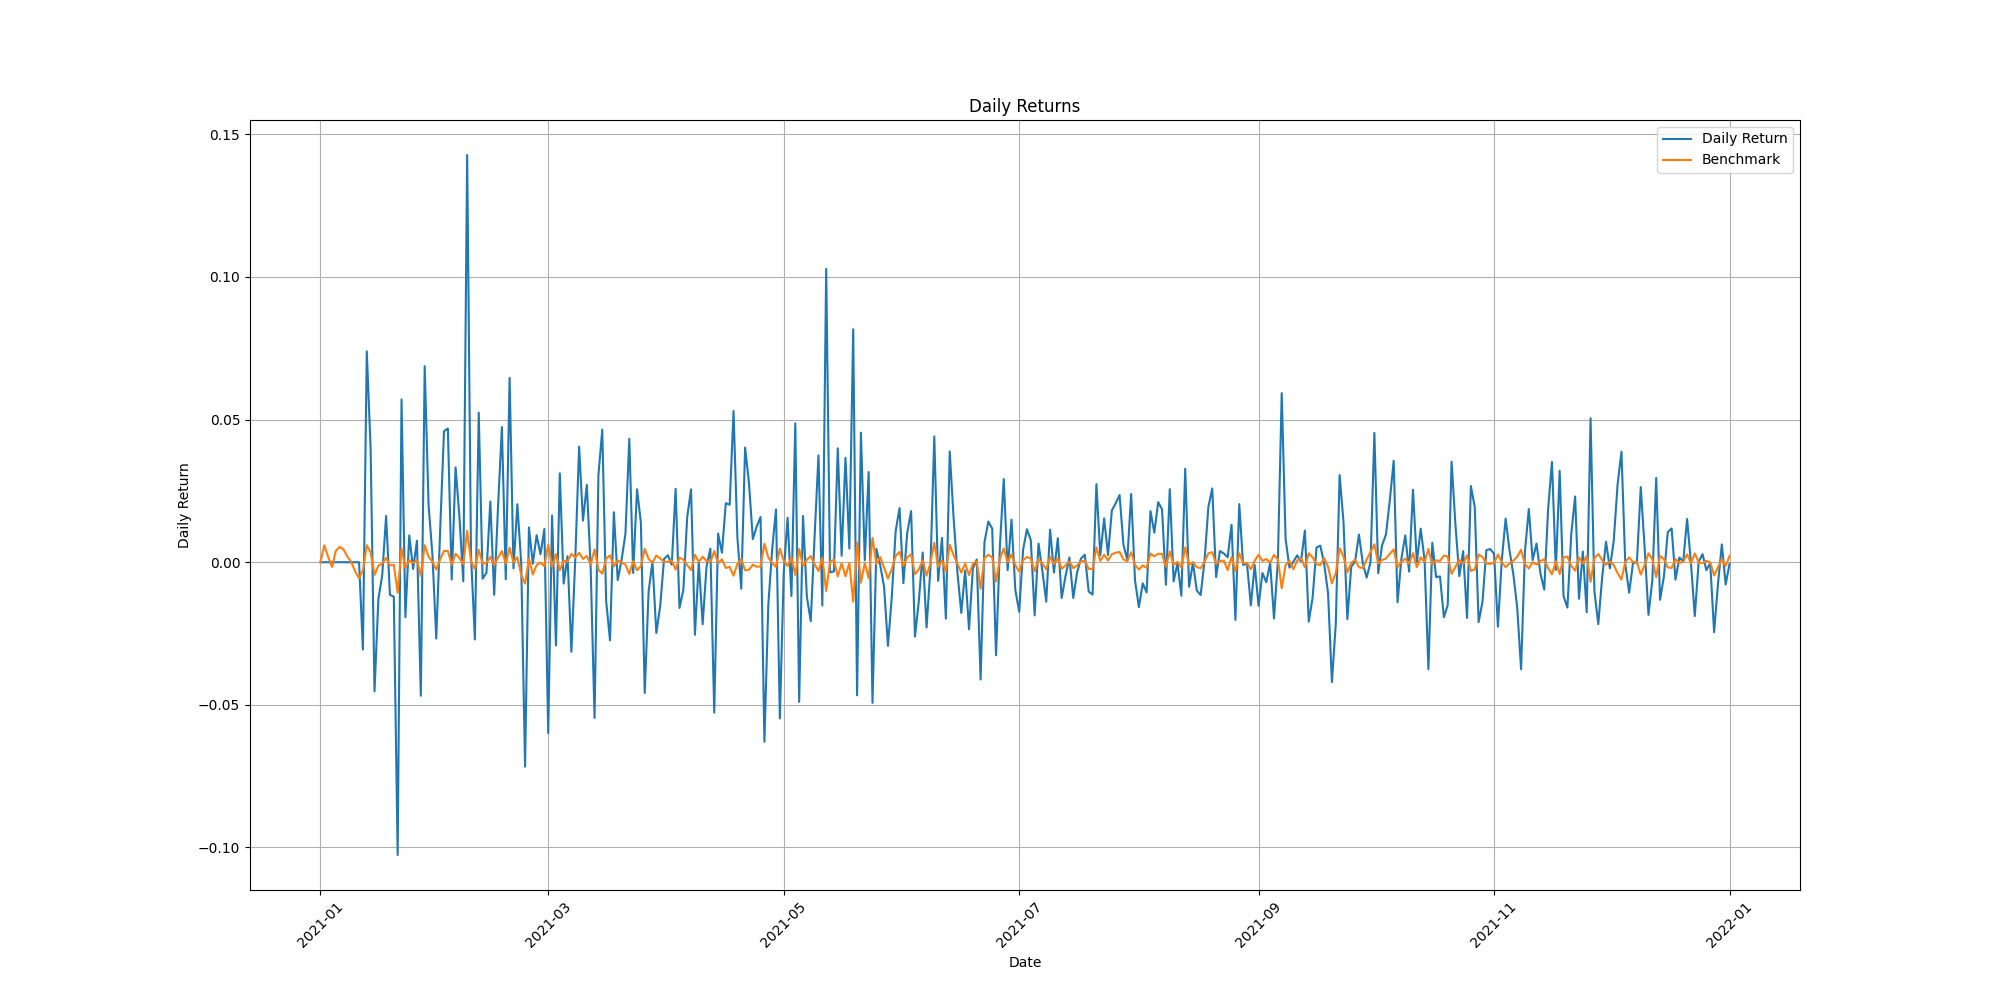 Daily Returns
Daily Return
Benchmark
0.15
0.10
0.05
0.00
−0.05
−0.10
Daily Return
2021-01
2021-03
2021-05
2021-07
2021-09
2021-11
2022-01
Date